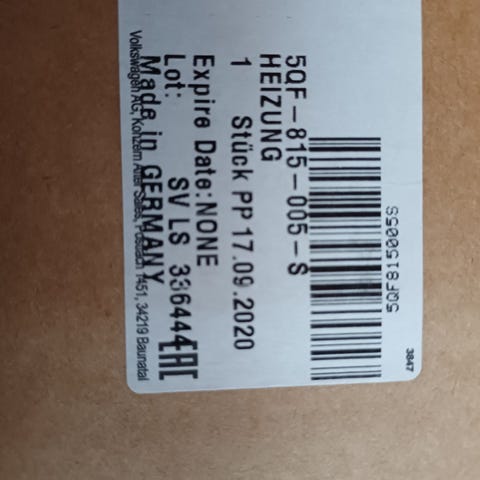 3847
5QF815005S
5QF-815-005-S
HEIZUNG
1 Stück PP 17.09.2020
Expire Date:NONE
Lot: SV LS 336444
EAC
Made in GERMANY
Volkswagen AG, Konzern After Sales, Postfach 1451, 34219 Baunatal